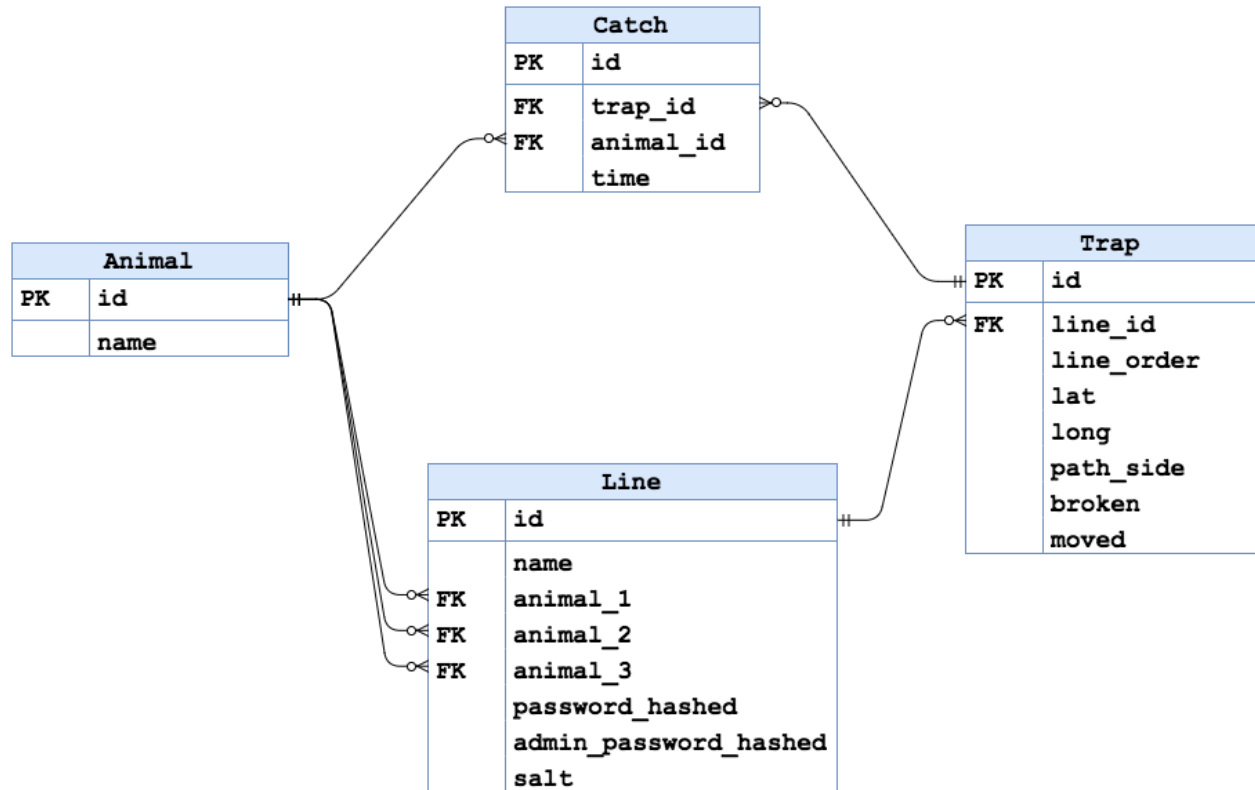 Catch
PK id
FK trap_id
FK animal_id
time
Animal
PK id
name
Trap
PK id
FK line_id
line_order
lat
long
path_side
broken
moved
Line
PK id
name
FK animal_1
FK animal_2
FK animal_3
password_hashed
admin_password_hashed
salt